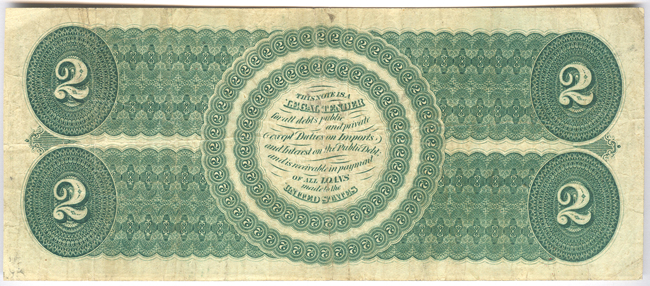 2 2
THIS NOTE IS A
LEGAL TENDER
for all debts public
and private
(except Duties on Imports,
and Interest on the Public Debt,
and is receivable in payment
OF ALL LOANS
made to the
UNITED STATES.
2 2